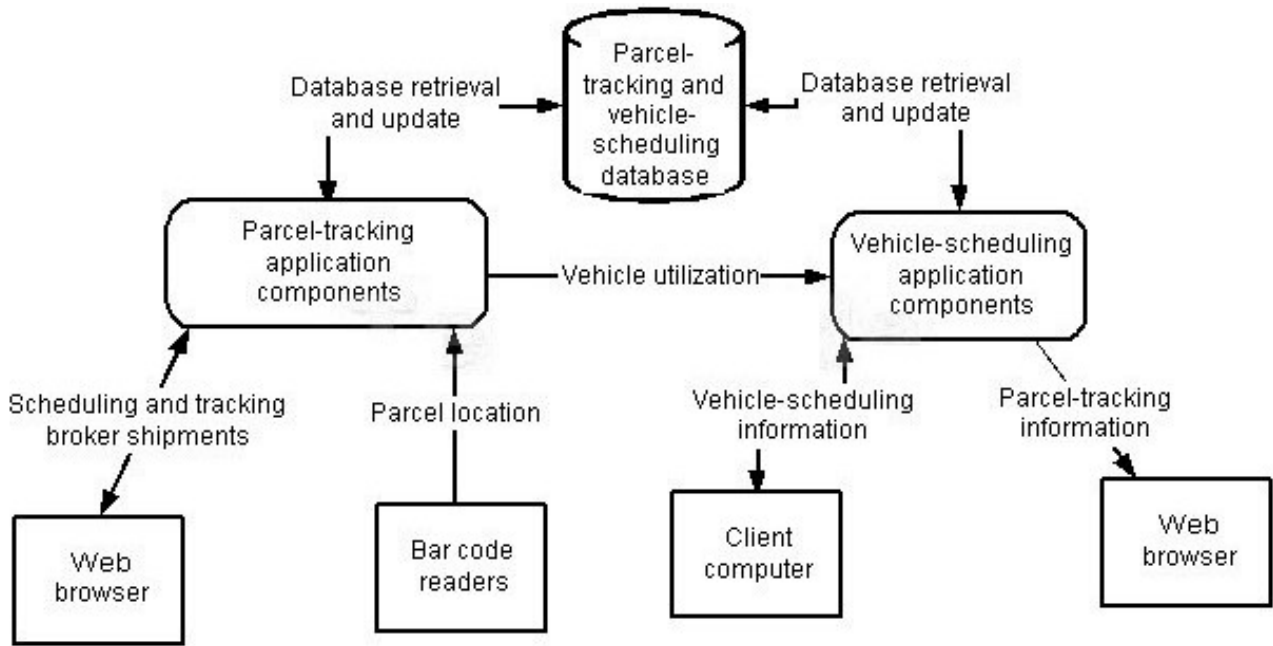 Parcel-
tracking and
vehicle-
scheduling
database
Database retrieval
and update
Database retrieval
and update
Parcel-tracking
application
components
Vehicle utilization
Vehicle-scheduling
application
components
Scheduling and tracking
broker shipments
Parcel location
Vehicle-scheduling
information
Parcel-tracking
information
Web
browser
Bar code
readers
Client
computer
Web
browser